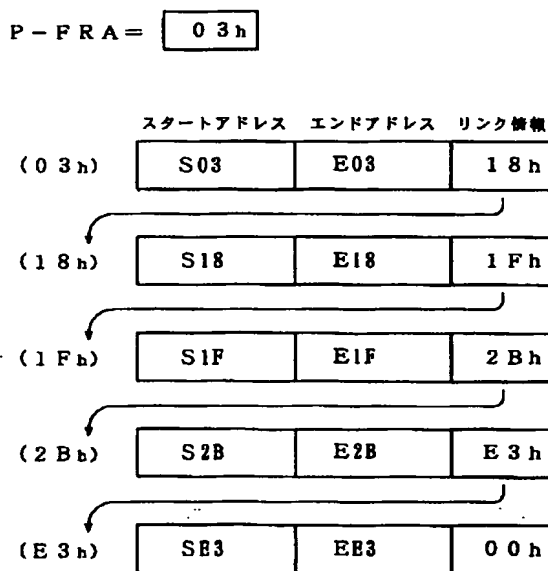 P-FRA= 03h
スタートアドレス エンドアドレス リンク情報
(03h) S03 E03 18h
(18h) S18 E18 1Fh
(1Fh) S1F E1F 2Bh
(2Bh) S2B E2B E3h
(E3h) SE3 EE3 00h